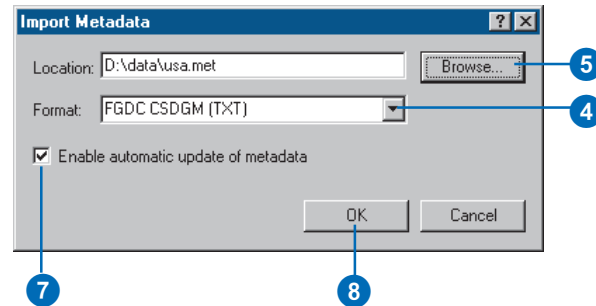 Import Metadata
Location: D:\data\usa.met Browse... 5
Format: FGDC CSDGM (TXT) 4
Enable automatic update of metadata
OK Cancel
7 8